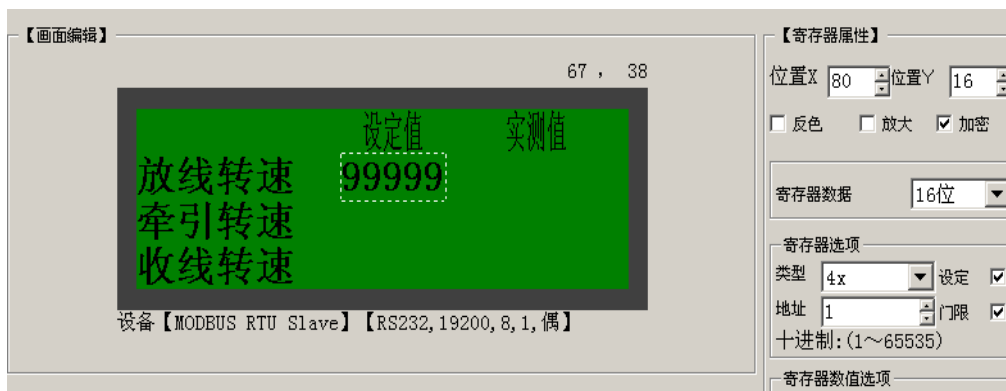 【画面编辑】
67 , 38
设定值 实测值
放线转速 99999
牵引转速
收线转速
设备【MODBUS RTU Slave】【RS232,19200,8,1,偶】
【寄存器属性】
位置X 80 位置Y 16
反色 放大 加密
寄存器数据 16位
寄存器选项
类型 4x 设定
地址 1 门限
十进制:(1～65535)
寄存器数值选项